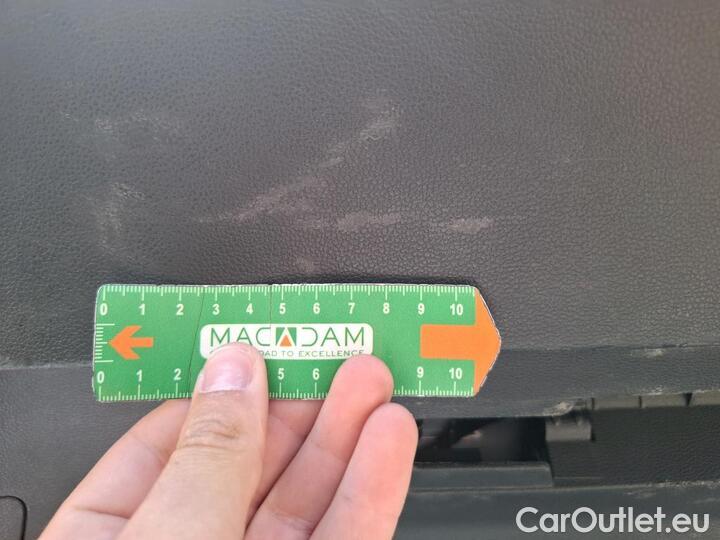 0 1 2 3 4 5 6 7 8 9 10
MACADAM
ROAD TO EXCELLENCE
0 1 2 5 6 9 10
CarOutlet.eu